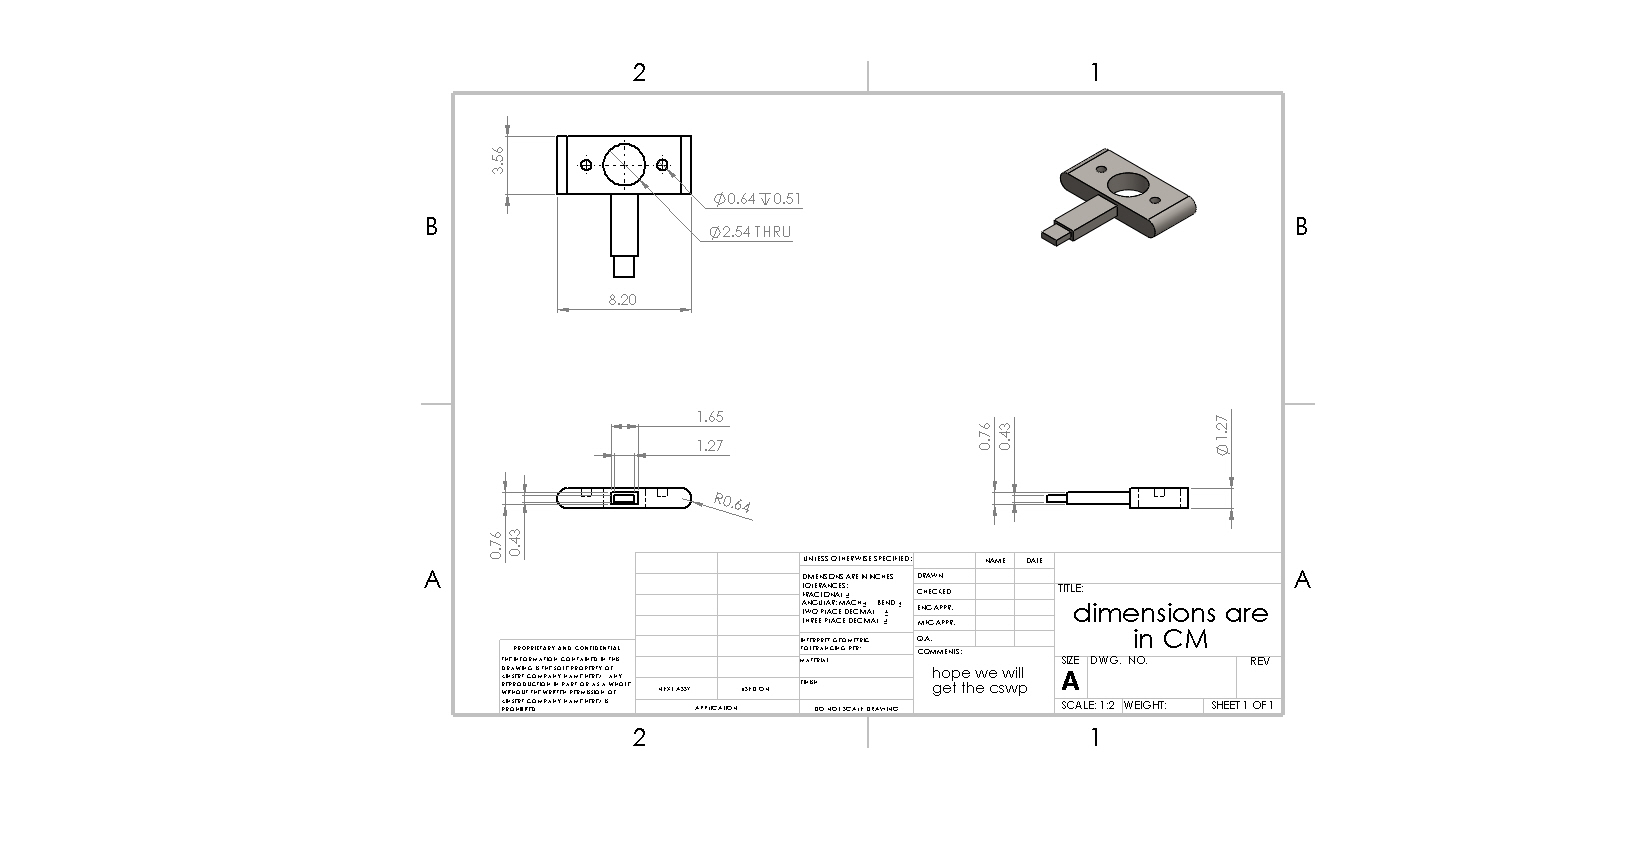 2 1
B B
3.56
⌀0.64 ↧0.51
⌀2.54 THRU
8.20
1.65
1.27
R0.64
0.76
0.43
0.76
0.43
⌀1.27
A A
UNLESS OTHERWISE SPECIFIED:
DIMENSIONS ARE IN INCHES
TOLERANCES:
FRACTIONAL ±
ANGULAR: MACH ± BEND ±
TWO PLACE DECIMAL ±
THREE PLACE DECIMAL ±
INTERPRET GEOMETRIC
TOLERANCING PER:
MATERIAL
FINISH
DO NOT SCALE DRAWING
NAME DATE
DRAWN
CHECKED
ENG APPR.
MFG APPR.
Q.A.
COMMENTS:
hope we will
get the cswp
TITLE:
dimensions are
in CM
SIZE DWG. NO. REV
A
SCALE: 1:2 WEIGHT: SHEET 1 OF 1
PROPRIETARY AND CONFIDENTIAL
THE INFORMATION CONTAINED IN THIS
DRAWING IS THE SOLE PROPERTY OF
<INSERT COMPANY NAME HERE>. ANY
REPRODUCTION IN PART OR AS A WHOLE
WITHOUT THE WRITTEN PERMISSION OF
<INSERT COMPANY NAME HERE> IS
PROHIBITED.
NEXT ASSY USED ON
APPLICATION
2 1